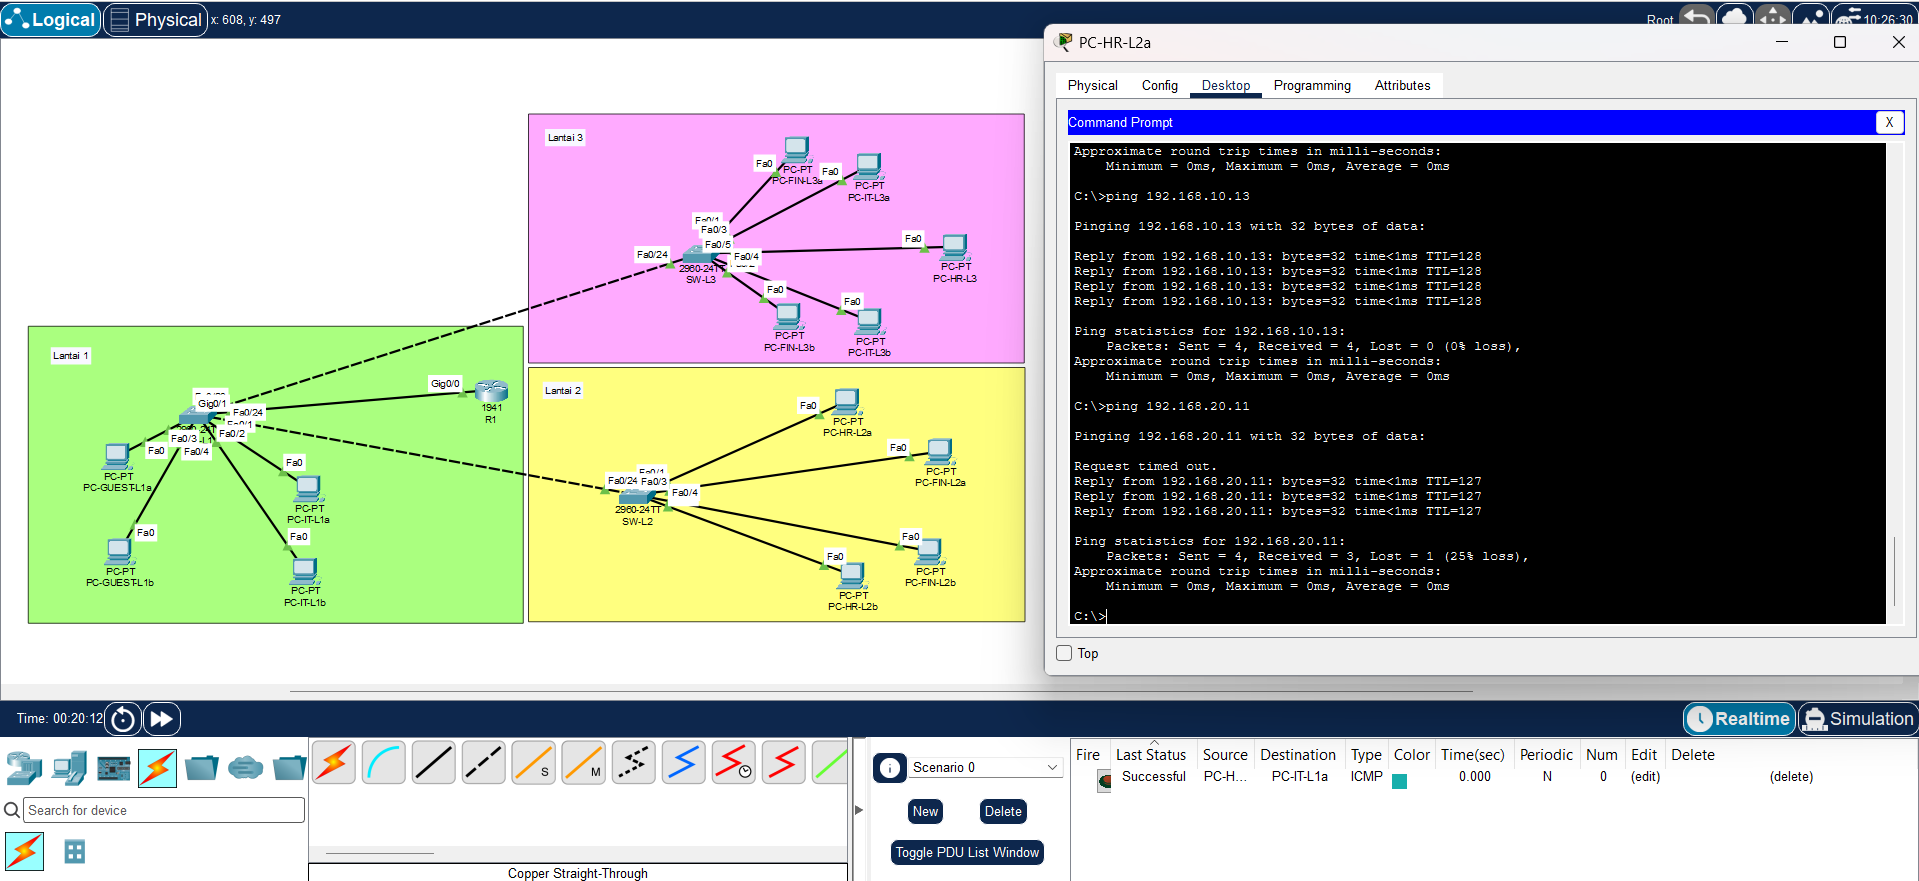 Logical
Physical
x: 608, y: 497
Root
10:26:30
PC-HR-L2a
Physical
Config
Desktop
Programming
Attributes
Command Prompt
X
Approximate round trip times in milli-seconds:
Minimum = 0ms, Maximum = 0ms, Average = 0ms
C:\>ping 192.168.10.13
Pinging 192.168.10.13 with 32 bytes of data:
Reply from 192.168.10.13: bytes=32 time<1ms TTL=128
Reply from 192.168.10.13: bytes=32 time<1ms TTL=128
Reply from 192.168.10.13: bytes=32 time<1ms TTL=128
Reply from 192.168.10.13: bytes=32 time<1ms TTL=128
Ping statistics for 192.168.10.13:
Packets: Sent = 4, Received = 4, Lost = 0 (0% loss),
Approximate round trip times in milli-seconds:
Minimum = 0ms, Maximum = 0ms, Average = 0ms
C:\>ping 192.168.20.11
Pinging 192.168.20.11 with 32 bytes of data:
Request timed out.
Reply from 192.168.20.11: bytes=32 time<1ms TTL=127
Reply from 192.168.20.11: bytes=32 time<1ms TTL=127
Reply from 192.168.20.11: bytes=32 time<1ms TTL=127
Ping statistics for 192.168.20.11:
Packets: Sent = 4, Received = 3, Lost = 1 (25% loss),
Approximate round trip times in milli-seconds:
Minimum = 0ms, Maximum = 0ms, Average = 0ms
C:\>
Top
Lantai 3
Fa0
PC-PT
PC-FIN-L3a
Fa0
PC-PT
PC-IT-L3a
Fa0/1
Fa0/3
Fa0/5
Fa0/4
Fa0/24
2960-24TT
SW-L3
Fa0
PC-PT
PC-HR-L3
Fa0
PC-PT
PC-FIN-L3b
Fa0
PC-PT
PC-IT-L3b
Lantai 1
Gig0/1
Fa0/24
Fa0/1
Fa0/2
Fa0/3
Fa0/4
Gig0/0
1941
R1
Fa0
PC-PT
PC-GUEST-L1a
Fa0
PC-PT
PC-IT-L1a
Fa0
PC-PT
PC-GUEST-L1b
Fa0
PC-PT
PC-IT-L1b
Lantai 2
Fa0
PC-PT
PC-HR-L2a
Fa0
PC-PT
PC-FIN-L2a
Fa0/1
Fa0/24
Fa0/3
Fa0/4
2960-24TT
SW-L2
Fa0
PC-PT
PC-FIN-L2b
Fa0
PC-PT
PC-HR-L2b
Time: 00:20:12
Realtime
Simulation
Search for device
S
M
Copper Straight-Through
Scenario 0
New
Delete
Toggle PDU List Window
Fire Last Status Source Destination Type Color Time(sec) Periodic Num Edit Delete
Successful PC-H... PC-IT-L1a ICMP 0.000 N 0 (edit) (delete)